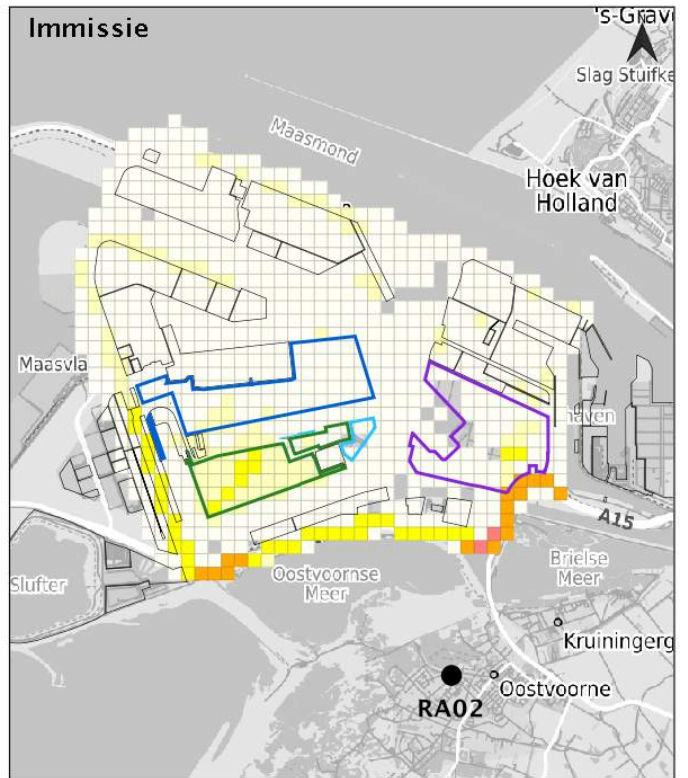 Immissie
's-Grav
Slag Stuifke
Maasmond
Hoek van
Holland
Maasvla
haven
A15
Slufter
Oostvoornse
Meer
Brielse
Meer
Kruiningerg
Oostvoorne
RA02